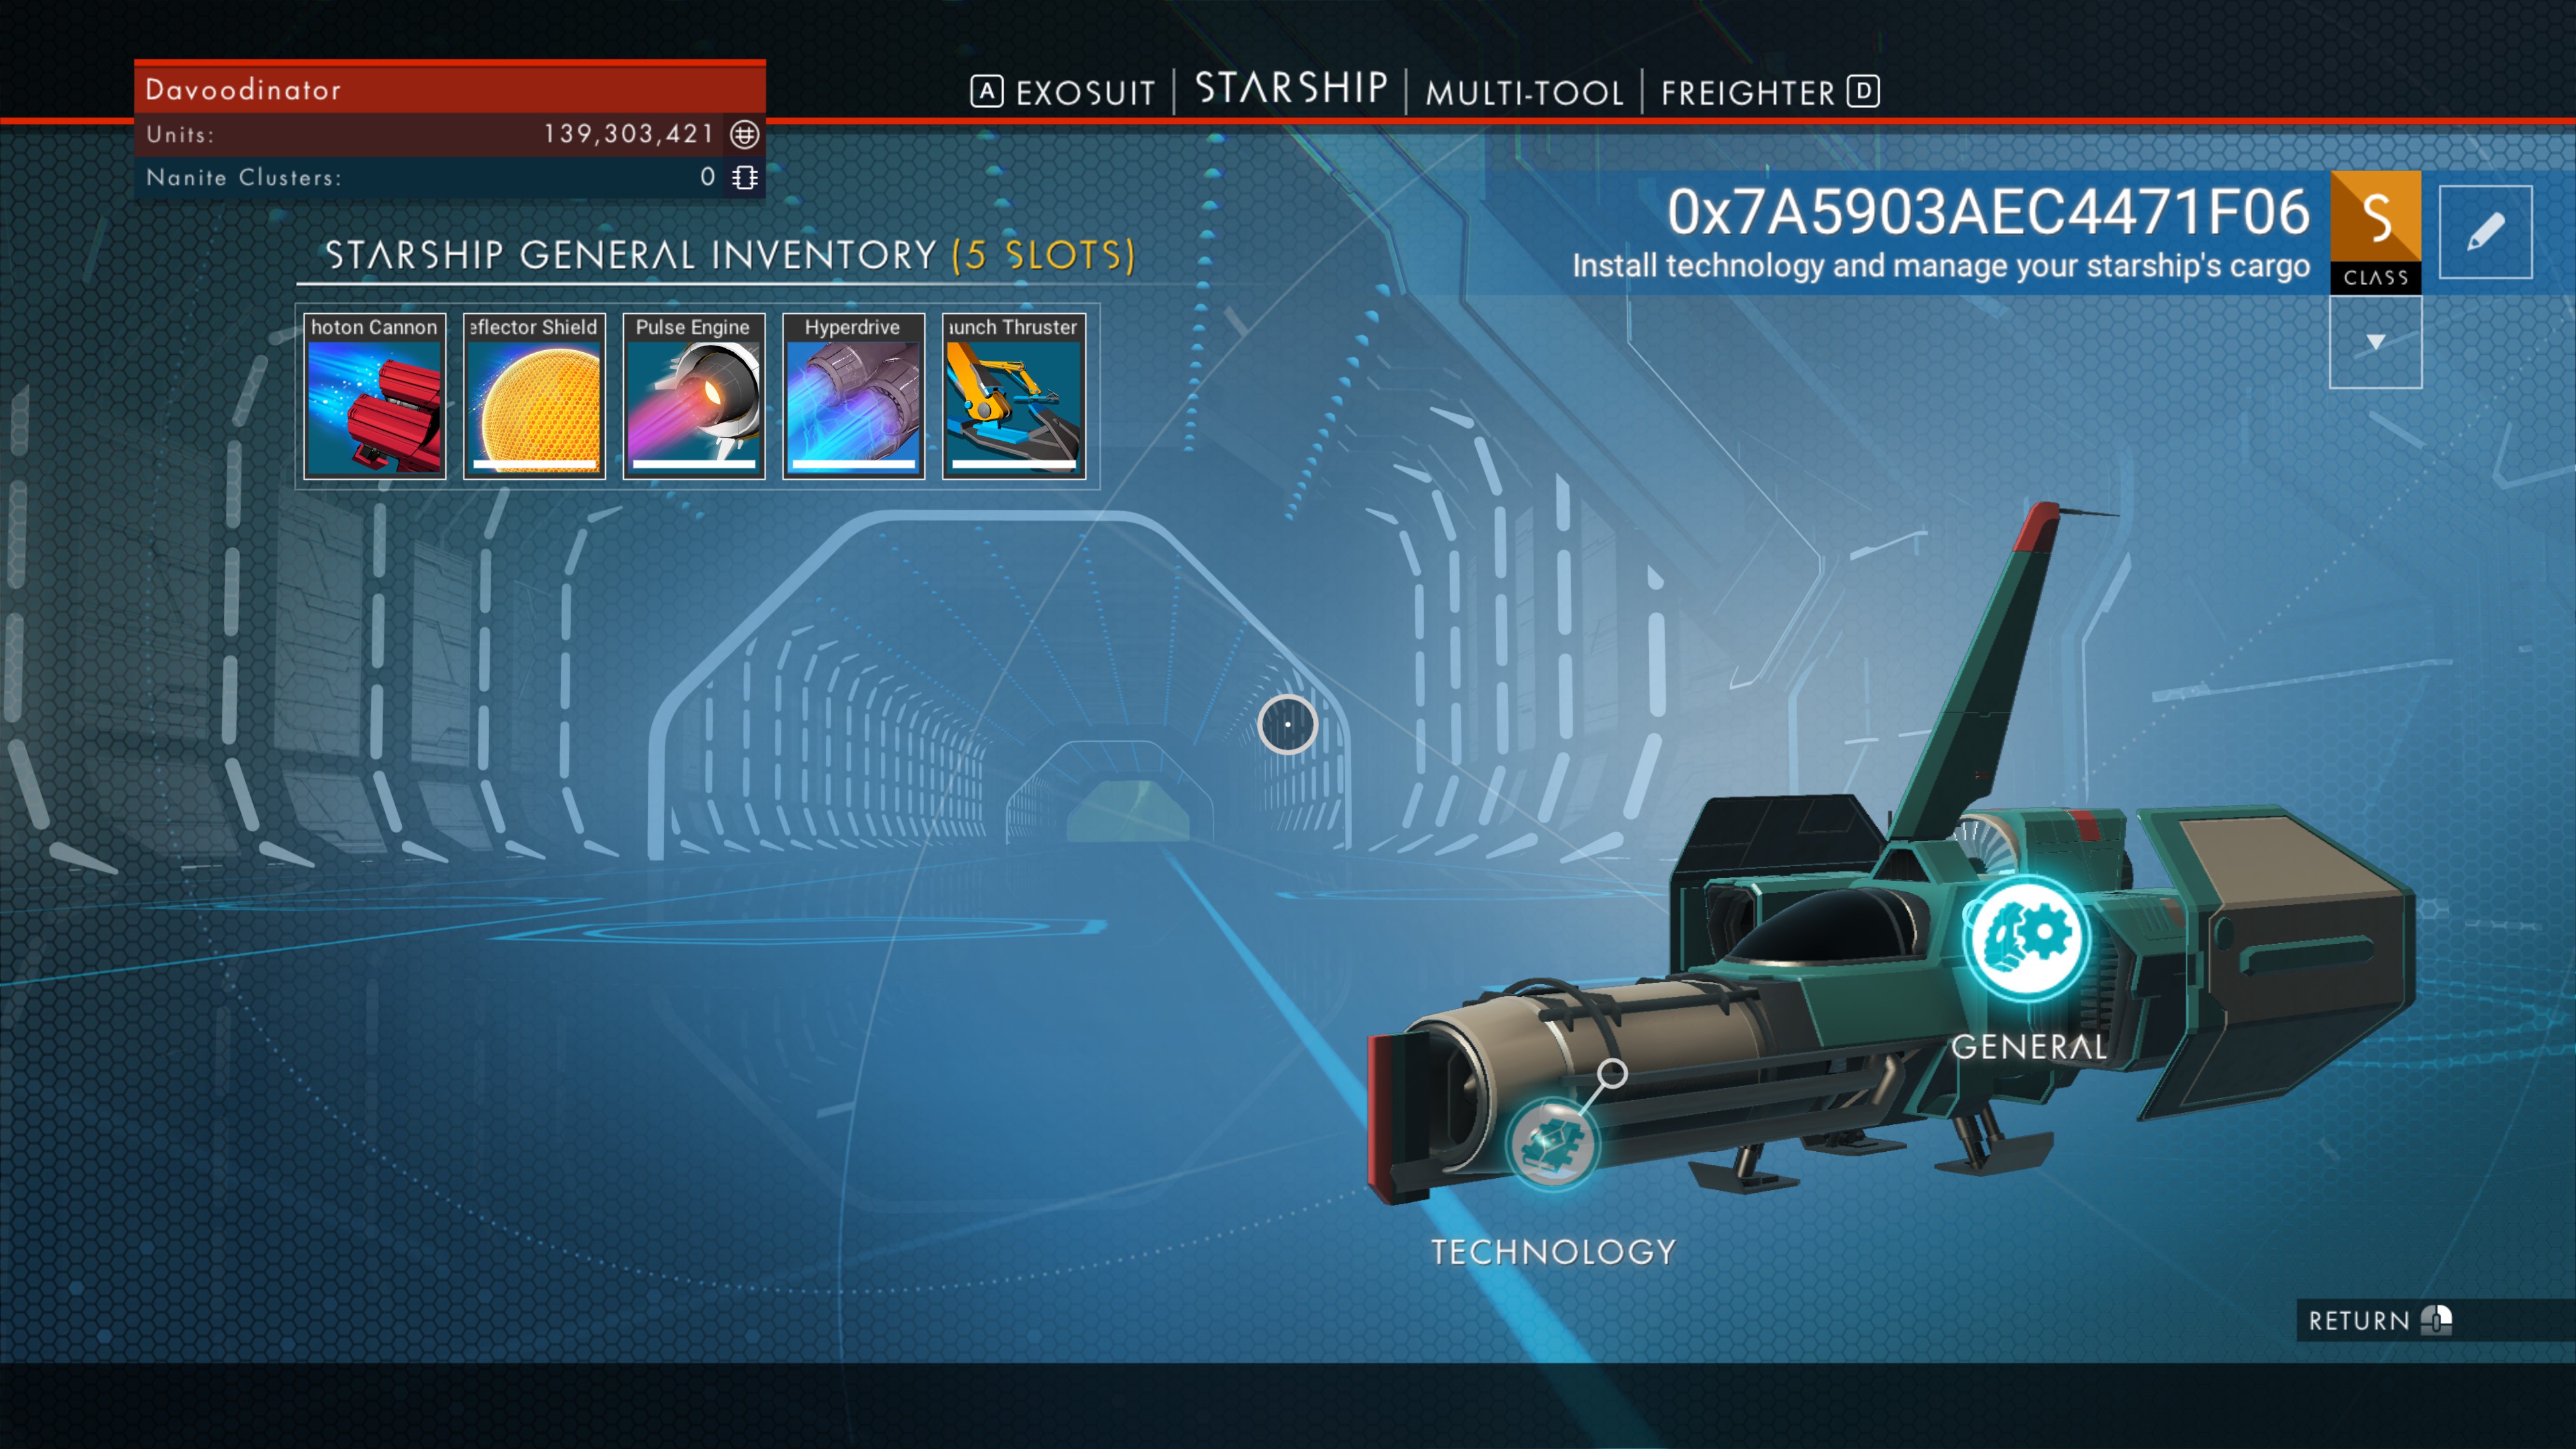 Davoodinator
Units: 139,303,421
Nanite Clusters: 0
A EXOSUIT STARSHIP MULTI-TOOL FREIGHTER D
0x7A5903AEC4471F06
Install technology and manage your starship's cargo
S
CLASS
STARSHIP GENERAL INVENTORY (5 SLOTS)
hoton Cannon eflector Shield Pulse Engine Hyperdrive aunch Thruster
GENERAL
TECHNOLOGY
RETURN